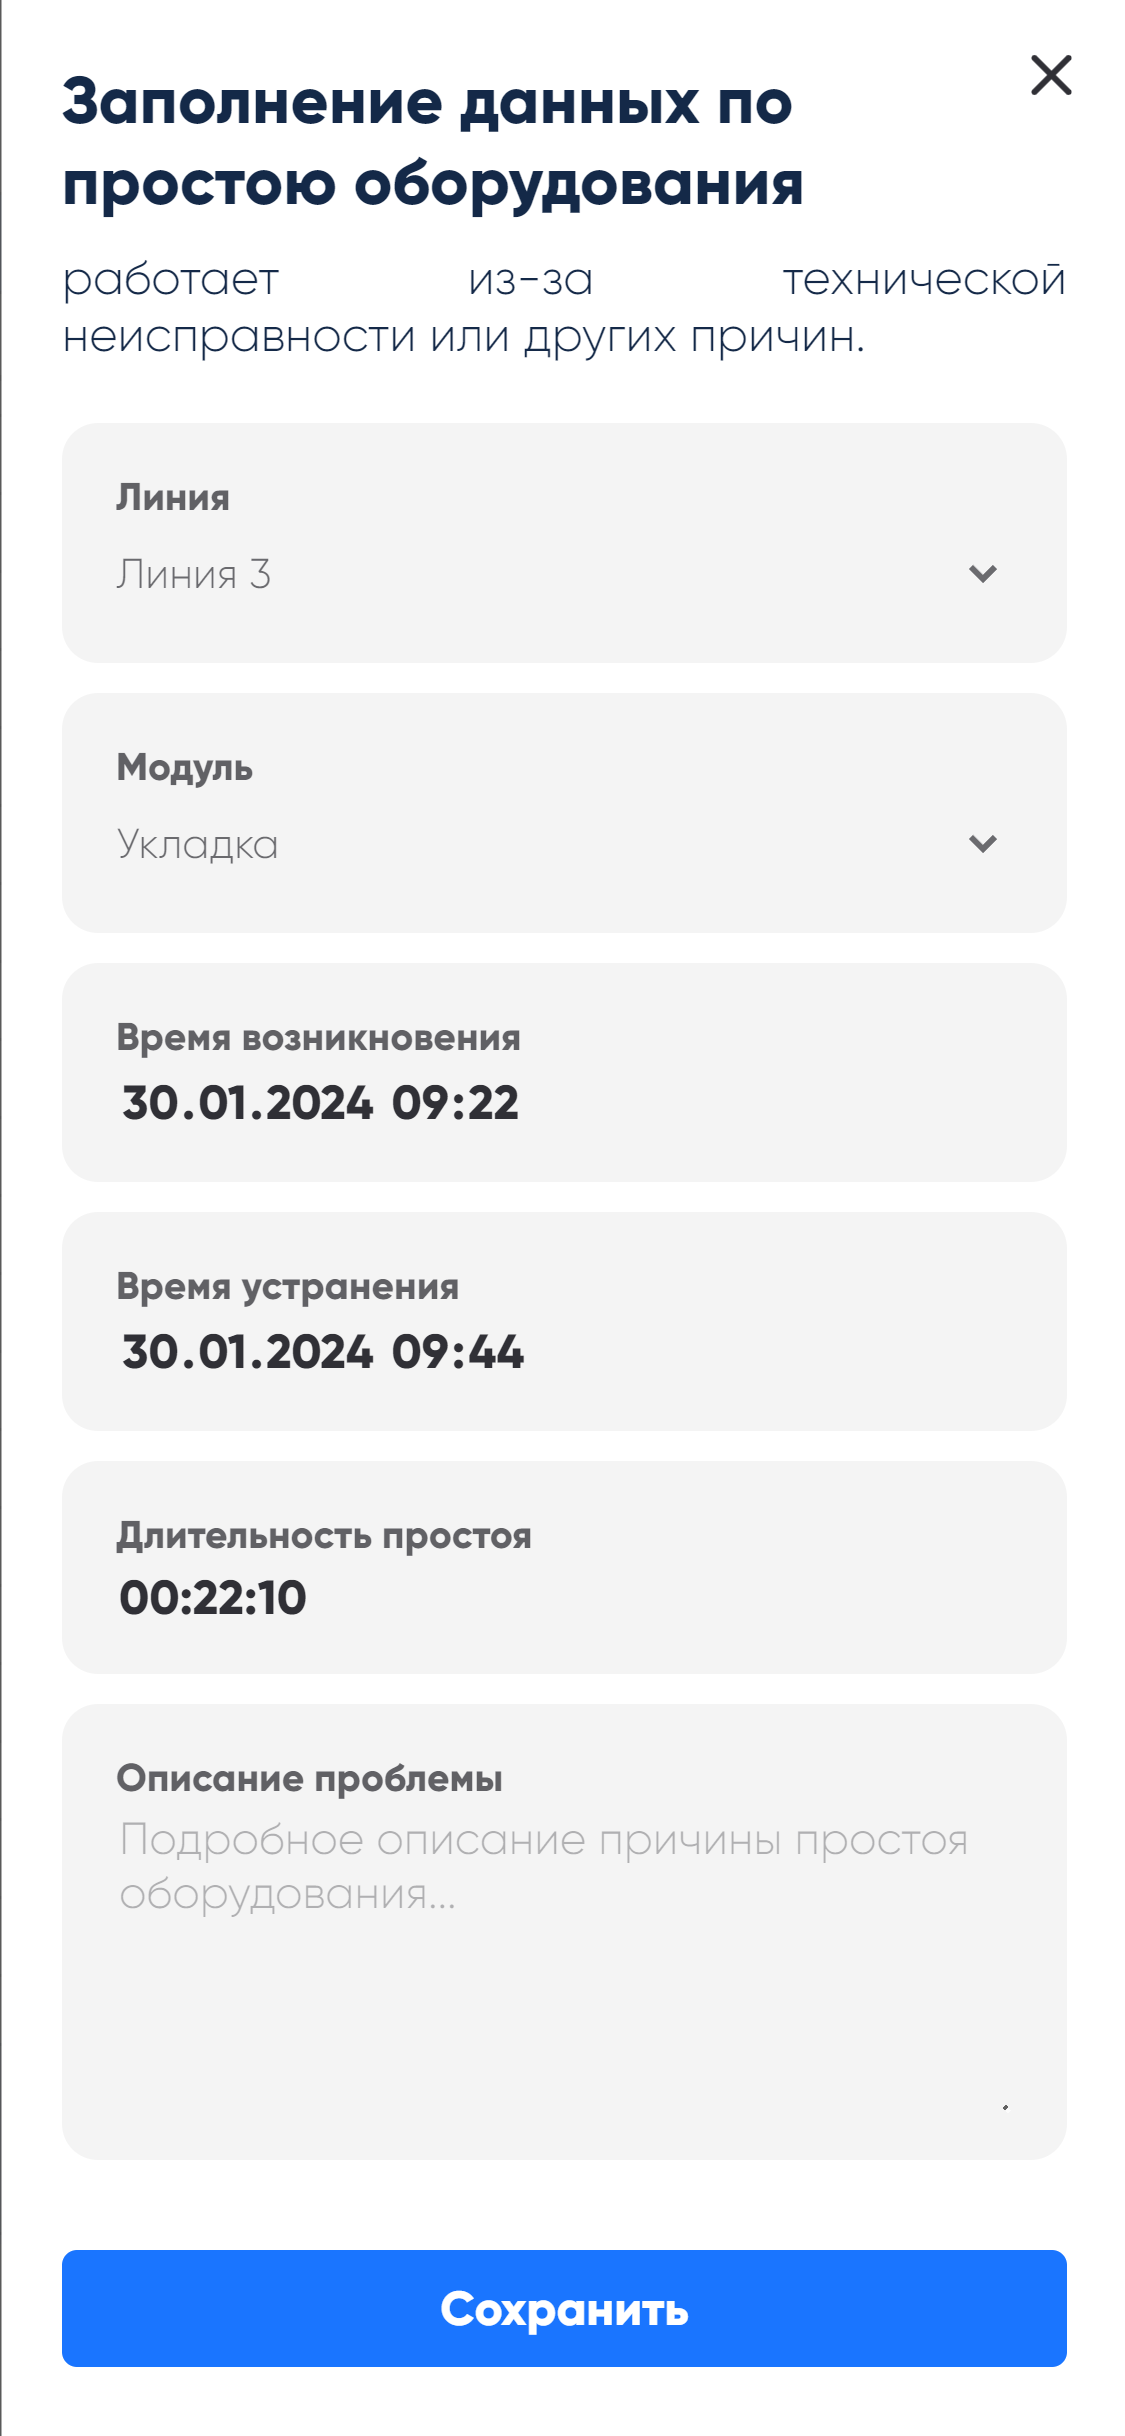 Заполнение данных по
простою оборудования
работает из-за технической
неисправности или других причин.
Линия
Линия 3
Модуль
Укладка
Время возникновения
30.01.2024 09:22
Время устранения
30.01.2024 09:44
Длительность простоя
00:22:10
Описание проблемы
Подробное описание причины простоя
оборудования...
Сохранить